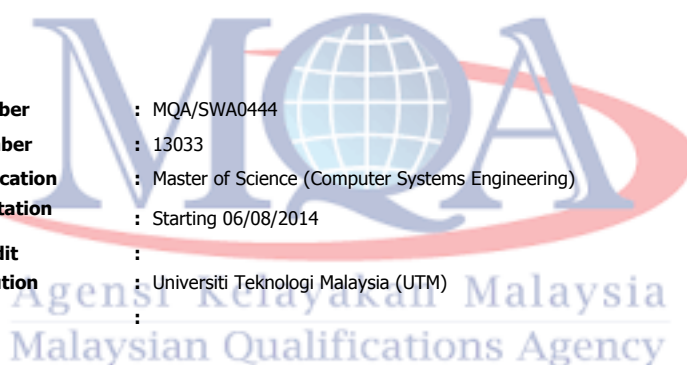 MQA
ber : MQA/SWA0444
ber : 13033
cation : Master of Science (Computer Systems Engineering)
tation : Starting 06/08/2014
dit :
tion : Universiti Teknologi Malaysia (UTM)
:
Agensi Kelayakan Malaysia
Malaysian Qualifications Agency